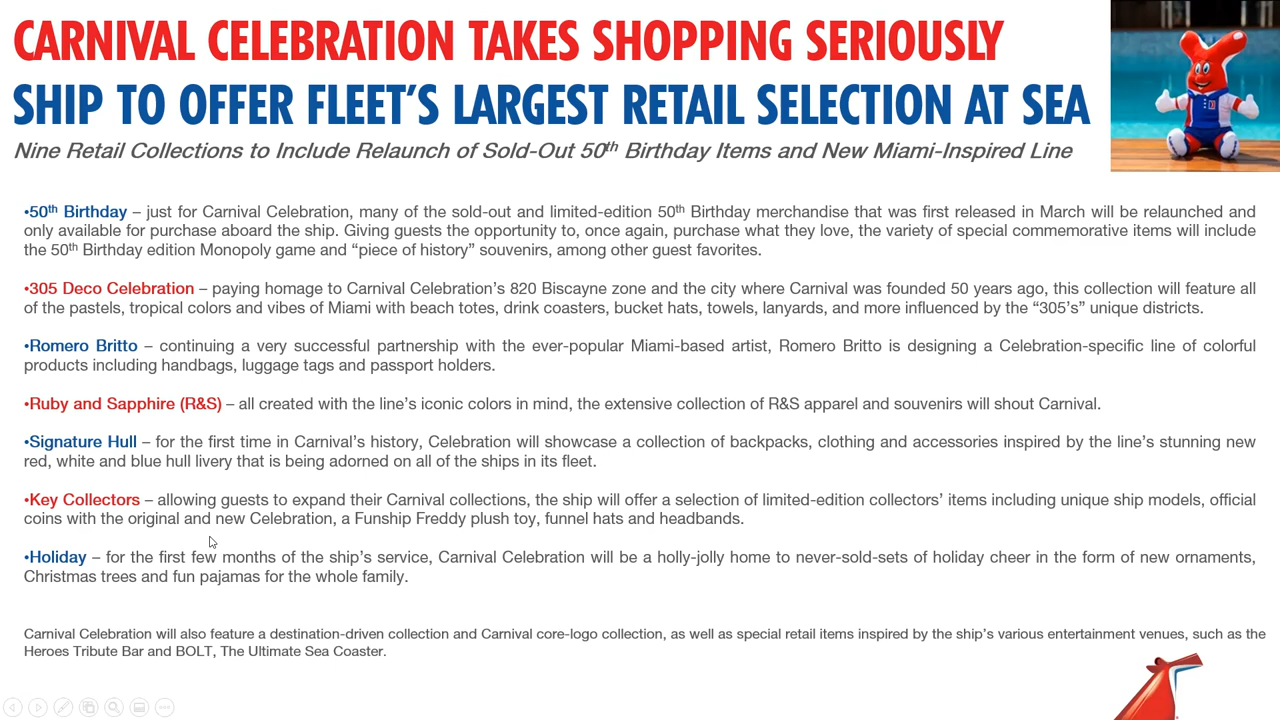 CARNIVAL CELEBRATION TAKES SHOPPING SERIOUSLY
SHIP TO OFFER FLEET'S LARGEST RETAIL SELECTION AT SEA
Nine Retail Collections to Include Relaunch of Sold-Out 50th Birthday Items and New Miami-Inspired Line
•50th Birthday – just for Carnival Celebration, many of the sold-out and limited-edition 50th Birthday merchandise that was first released in March will be relaunched and
only available for purchase aboard the ship. Giving guests the opportunity to, once again, purchase what they love, the variety of special commemorative items will include
the 50th Birthday edition Monopoly game and “piece of history” souvenirs, among other guest favorites.
•305 Deco Celebration – paying homage to Carnival Celebration’s 820 Biscayne zone and the city where Carnival was founded 50 years ago, this collection will feature all
of the pastels, tropical colors and vibes of Miami with beach totes, drink coasters, bucket hats, towels, lanyards, and more influenced by the “305’s” unique districts.
•Romero Britto – continuing a very successful partnership with the ever-popular Miami-based artist, Romero Britto is designing a Celebration-specific line of colorful
products including handbags, luggage tags and passport holders.
•Ruby and Sapphire (R&S) – all created with the line’s iconic colors in mind, the extensive collection of R&S apparel and souvenirs will shout Carnival.
•Signature Hull – for the first time in Carnival’s history, Celebration will showcase a collection of backpacks, clothing and accessories inspired by the line’s stunning new
red, white and blue hull livery that is being adorned on all of the ships in its fleet.
•Key Collectors – allowing guests to expand their Carnival collections, the ship will offer a selection of limited-edition collectors’ items including unique ship models, official
coins with the original and new Celebration, a Funship Freddy plush toy, funnel hats and headbands.
•Holiday – for the first few months of the ship’s service, Carnival Celebration will be a holly-jolly home to never-sold-sets of holiday cheer in the form of new ornaments,
Christmas trees and fun pajamas for the whole family.
Carnival Celebration will also feature a destination-driven collection and Carnival core-logo collection, as well as special retail items inspired by the ship’s various entertainment venues, such as the
Heroes Tribute Bar and BOLT, The Ultimate Sea Coaster.